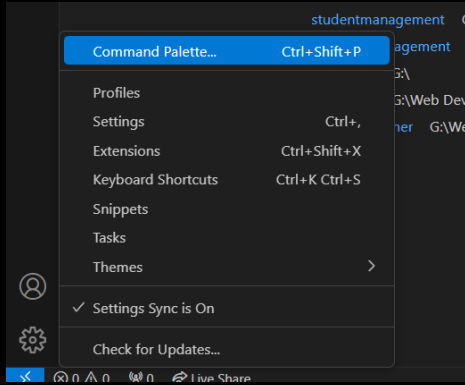 studentmanagement
Command Palette... Ctrl+Shift+P
agement
Profiles
G:\
Settings Ctrl+,
G:\Web Dev
Extensions Ctrl+Shift+X
ner G:\We
Keyboard Shortcuts Ctrl+K Ctrl+S
Snippets
Tasks
Themes
Settings Sync is On
Check for Updates...
0 0 0 Live Share